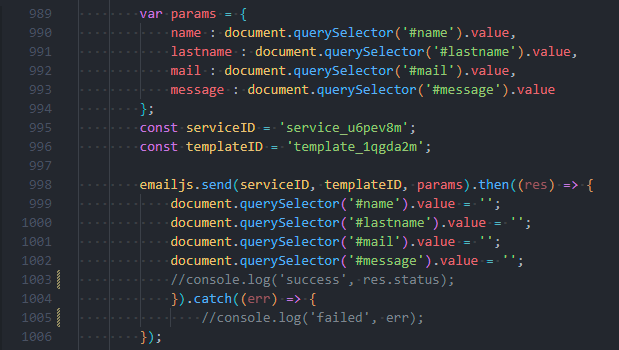 989 var params = {
990 name : document.querySelector('#name').value,
991 lastname : document.querySelector('#lastname').value,
992 mail : document.querySelector('#mail').value,
993 message : document.querySelector('#message').value
994 };
995 const serviceID = 'service_u6pev8m';
996 const templateID = 'template_1qgda2m';
997
998 emailjs.send(serviceID, templateID, params).then((res) => {
999 document.querySelector('#name').value = '';
1000 document.querySelector('#lastname').value = '';
1001 document.querySelector('#mail').value = '';
1002 document.querySelector('#message').value = '';
1003 //console.log('success', res.status);
1004 }).catch((err) => {
1005 //console.log('failed', err);
1006 });